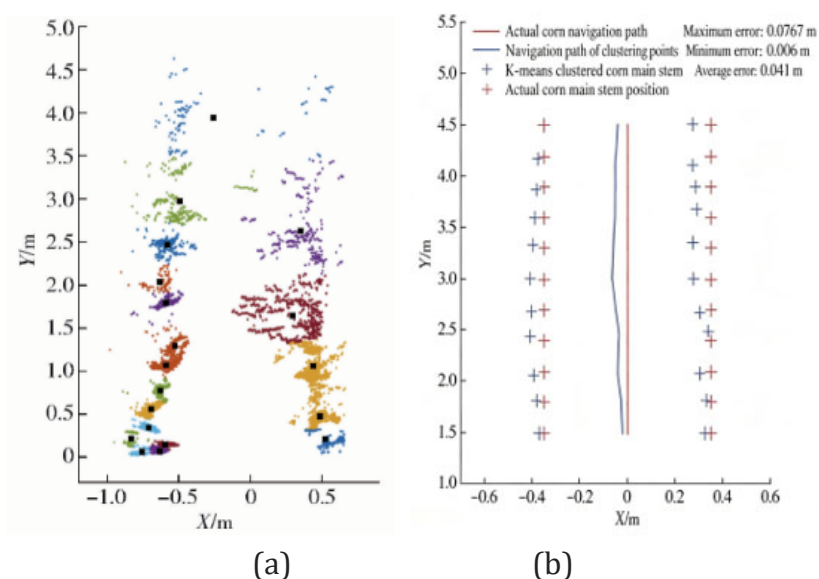 5.0
4.5
4.0
3.5
3.0
2.5
2.0
1.5
1.0
0.5
0
Y/m
-1.0 -0.5 0 0.5
X/m
(a)
5.5
5.0
4.5
4.0
3.5
3.0
2.5
2.0
1.5
1.0
Y/m
Actual corn navigation path Maximum error: 0.0767 m
Navigation path of clustering points Minimum error: 0.006 m
K-means clustered corn main stem Average error: 0.041 m
Actual corn main stem position
-0.6 -0.4 -0.2 0 0.2 0.4 0.6
X/m
(b)